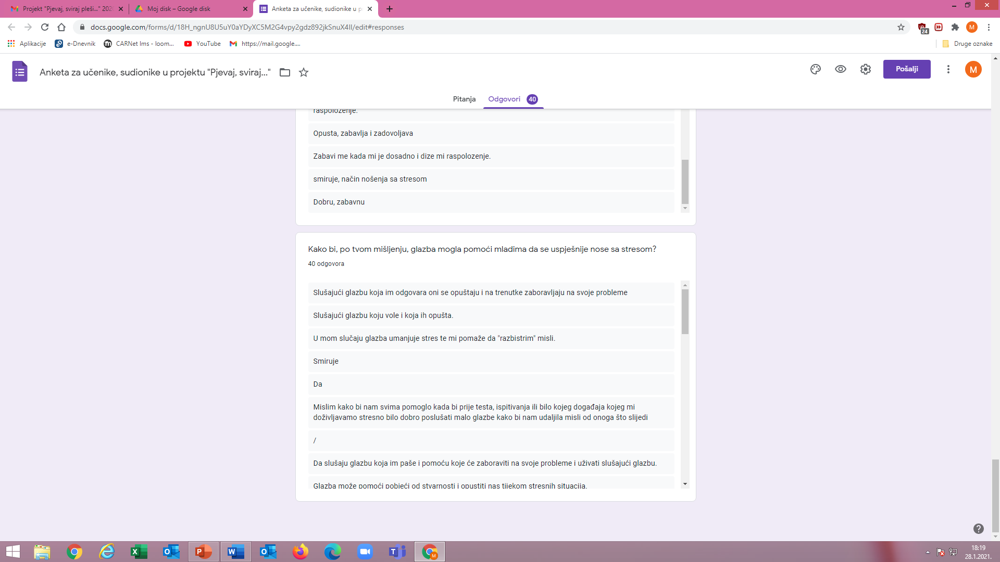 Projekt "Pjevaj, sviraj pleši..." 202
Moj disk – Google disk
Anketa za učenike, sudionike u p
docs.google.com/forms/d/18H_ngnU8U5uY0aYDyXC5M2G4vpy2gdz892jkSnuX4II/edit#responses
24
M
Aplikacije
e-Dnevnik
CARNet lms - loom...
YouTube
https://mail.google....
Druge oznake
Anketa za učenike, sudionike u projektu "Pjevaj, sviraj..."
Pošalji
M
Pitanja
Odgovori 40
raspolozenje.
Opusta, zabavlja i zadovoljava
Zabavi me kada mi je dosadno i dize mi raspolozenje.
smiruje, način nošenja sa stresom
Dobru, zabavnu
Kako bi, po tvom mišljenju, glazba mogla pomoći mladima da se uspješnije nose sa stresom?
40 odgovora
Slušajući glazbu koja im odgovara oni se opuštaju i na trenutke zaboravljaju na svoje probleme
Slušajući glazbu koju vole i koja ih opušta.
U mom slučaju glazba umanjuje stres te mi pomaže da "razbistrim" misli.
Smiruje
Da
Mislim kako bi nam svima pomoglo kada bi prije testa, ispitivanja ili bilo kojeg događaja kojeg mi
doživljavamo stresno bilo dobro poslušati malo glazbe kako bi nam udaljila misli od onoga što slijedi
/
Da slušaju glazbu koja im paše i pomoću koje će zaboraviti na svoje probleme i uživati slušajući glazbu.
Glazba može pomoći pobjeći od stvarnosti i opustiti nas tijekom stresnih situacija.
18:19
28.1.2021.